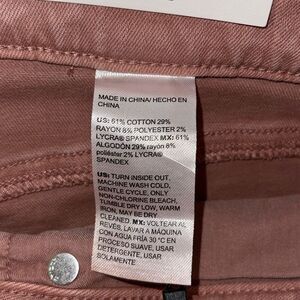 MADE IN CHINA/ HECHO EN
CHINA
US: 61% COTTON 29%
RAYON 8% POLYESTER 2%
LYCRA® SPANDEX MX: 61%
ALGODÓN 29% rayon 8%
poliéster 2% LYCRA®
SPANDEX
US: TURN INSIDE OUT,
MACHINE WASH COLD,
GENTLE CYCLE, ONLY
NON-CHLORINE BLEACH,
TUMBLE DRY LOW, WARM
IRON, MAY BE DRY
CLEANED. MX: VOLTEAR AL
REVÉS, LAVAR A MÁQUINA
CON AGUA FRÍA 30 °C EN
PROCESO SUAVE, USAR
DETERGENTE, USAR
SOLAMENTE